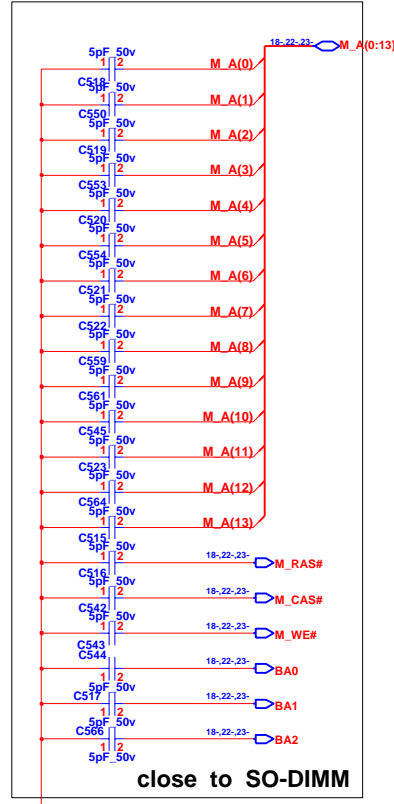 18-,22-,23- M_A(0:13)
5pF_50v
1 2 M_A(0)
C518
5pF_50v
1 2 M_A(1)
C550
5pF_50v
1 2 M_A(2)
C519
5pF_50v
1 2 M_A(3)
C553
5pF_50v
1 2 M_A(4)
C520
5pF_50v
1 2 M_A(5)
C554
5pF_50v
1 2 M_A(6)
C521
5pF_50v
1 2 M_A(7)
C522
5pF_50v
1 2 M_A(8)
C559
5pF_50v
1 2 M_A(9)
C561
5pF_50v
1 2 M_A(10)
C545
5pF_50v
1 2 M_A(11)
C523
5pF_50v
1 2 M_A(12)
C564
5pF_50v
1 2 M_A(13)
C515
5pF_50v
1 2 18-,22-,23- M_RAS#
C516
5pF_50v
1 2 18-,22-,23- M_CAS#
C542
5pF_50v
1 2 18-,22-,23- M_WE#
C543
C544
18-,22-,23- BA0
1 2
5pF_50v
C517 18-,22-,23- BA1
1 2
5pF_50v
C566 18-,22-,23- BA2
1 2
5pF_50v
close to SO-DIMM